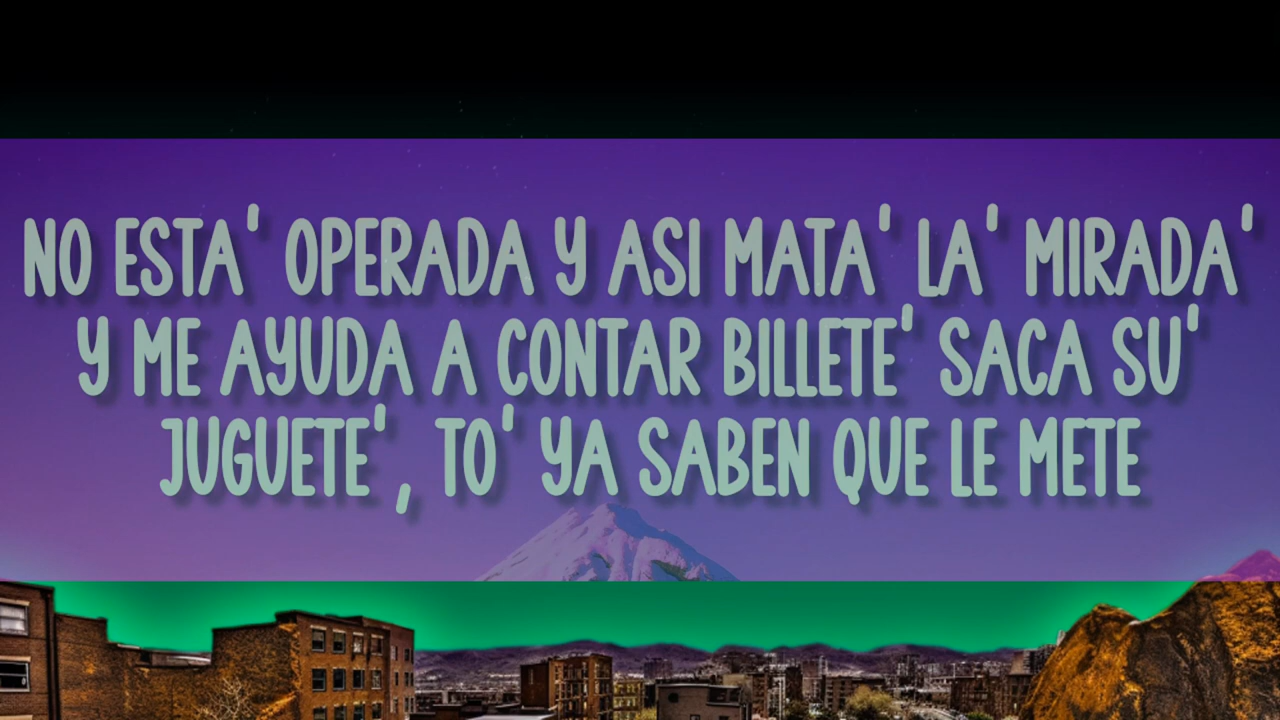 NO ESTA' OPERADA Y ASI MATA' LA' MIRADA'
Y ME AYUDA A CONTAR BILLETE' SACA SU'
JUGUETE', TO' YA SABEN QUE LE METE